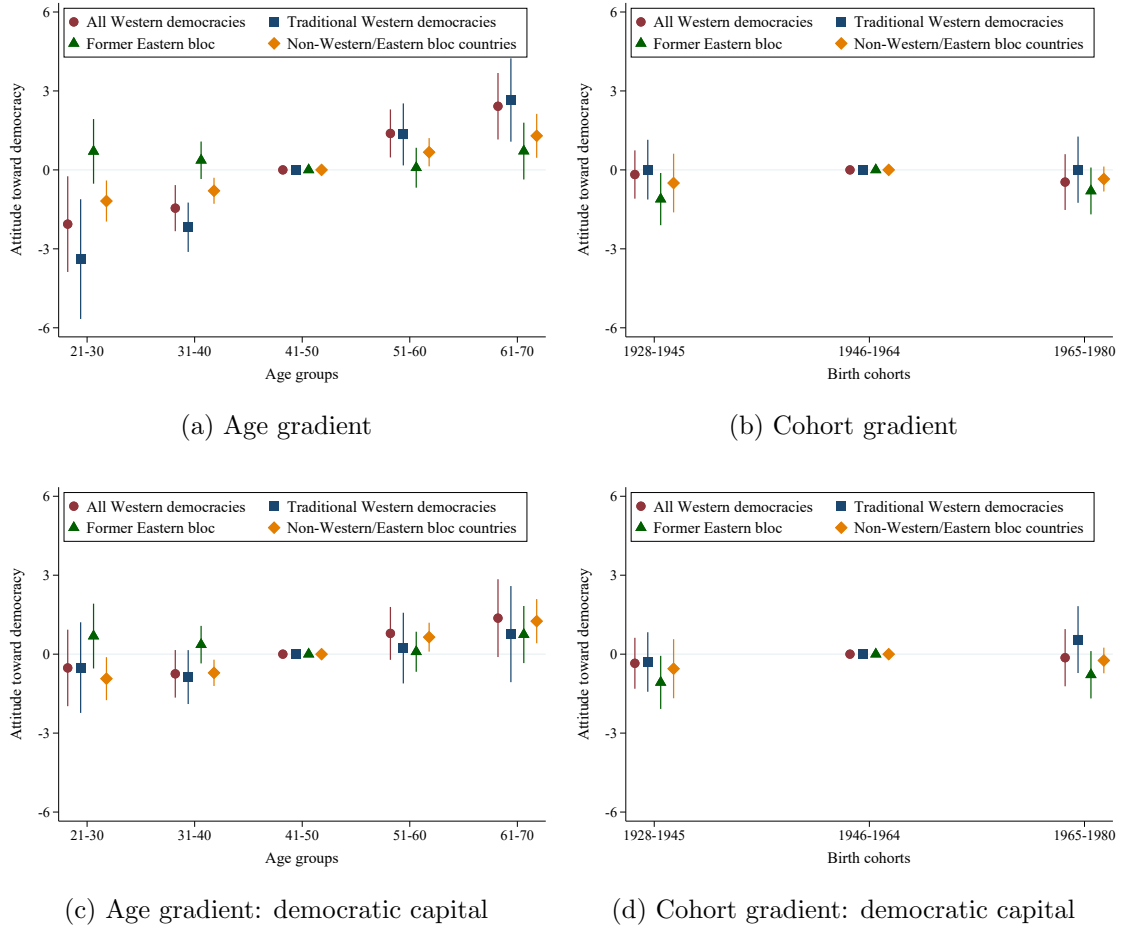 All Western democracies
Traditional Western democracies
Former Eastern bloc
Non-Western/Eastern bloc countries
6
3
0
-3
-6
Attitude toward democracy
21-30
31-40
41-50
51-60
61-70
Age groups
(a) Age gradient
All Western democracies
Traditional Western democracies
Former Eastern bloc
Non-Western/Eastern bloc countries
6
3
0
-3
-6
Attitude toward democracy
1928-1945
1946-1964
1965-1980
Birth cohorts
(b) Cohort gradient
All Western democracies
Traditional Western democracies
Former Eastern bloc
Non-Western/Eastern bloc countries
6
3
0
-3
-6
Attitude toward democracy
21-30
31-40
41-50
51-60
61-70
Age groups
(c) Age gradient: democratic capital
All Western democracies
Traditional Western democracies
Former Eastern bloc
Non-Western/Eastern bloc countries
6
3
0
-3
-6
Attitude toward democracy
1928-1945
1946-1964
1965-1980
Birth cohorts
(d) Cohort gradient: democratic capital